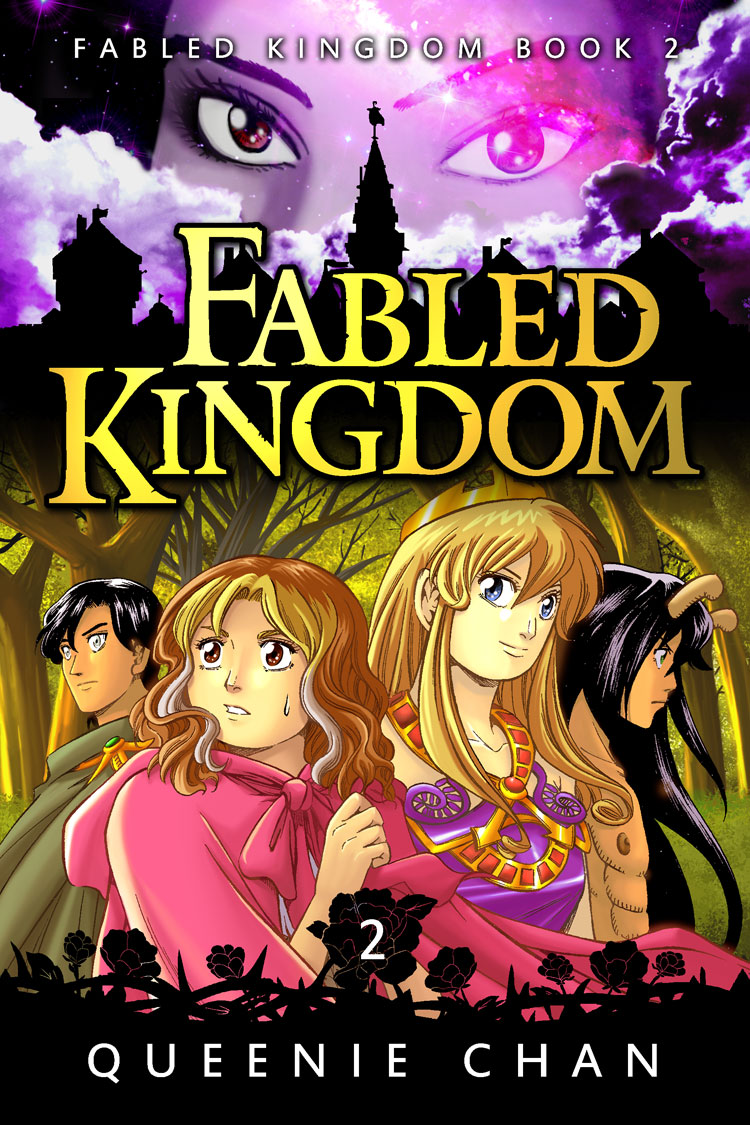 FABLED KINGDOM BOOK 2
FABLED
KINGDOM
2
QUEENIE CHAN